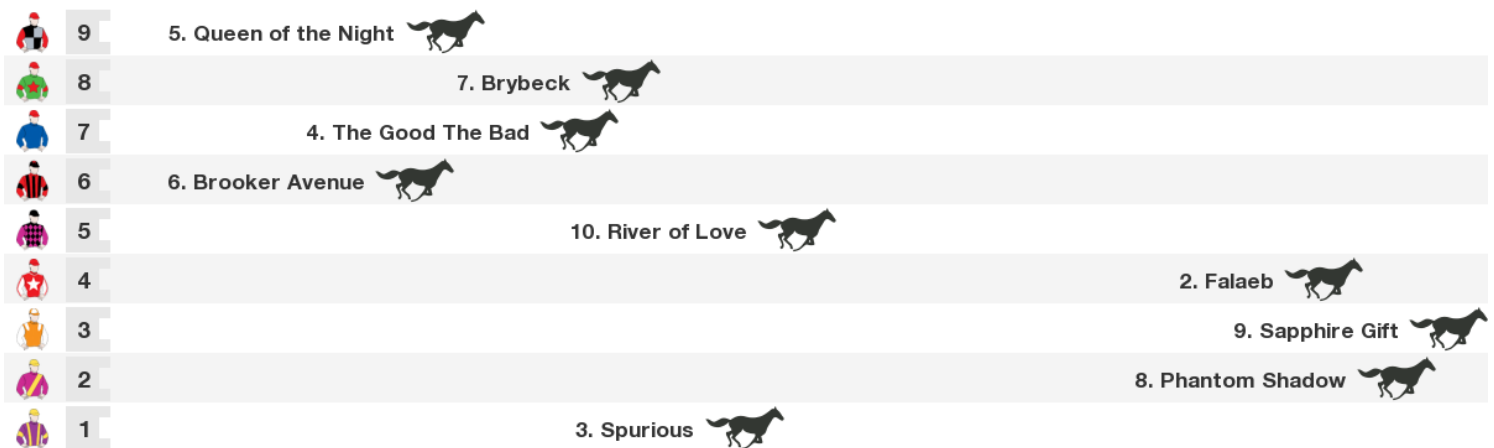 9 5. Queen of the Night
8 7. Brybeck
7 4. The Good The Bad
6 6. Brooker Avenue
5 10. River of Love
4 2. Falaeb
3 9. Sapphire Gift
2 8. Phantom Shadow
1 3. Spurious